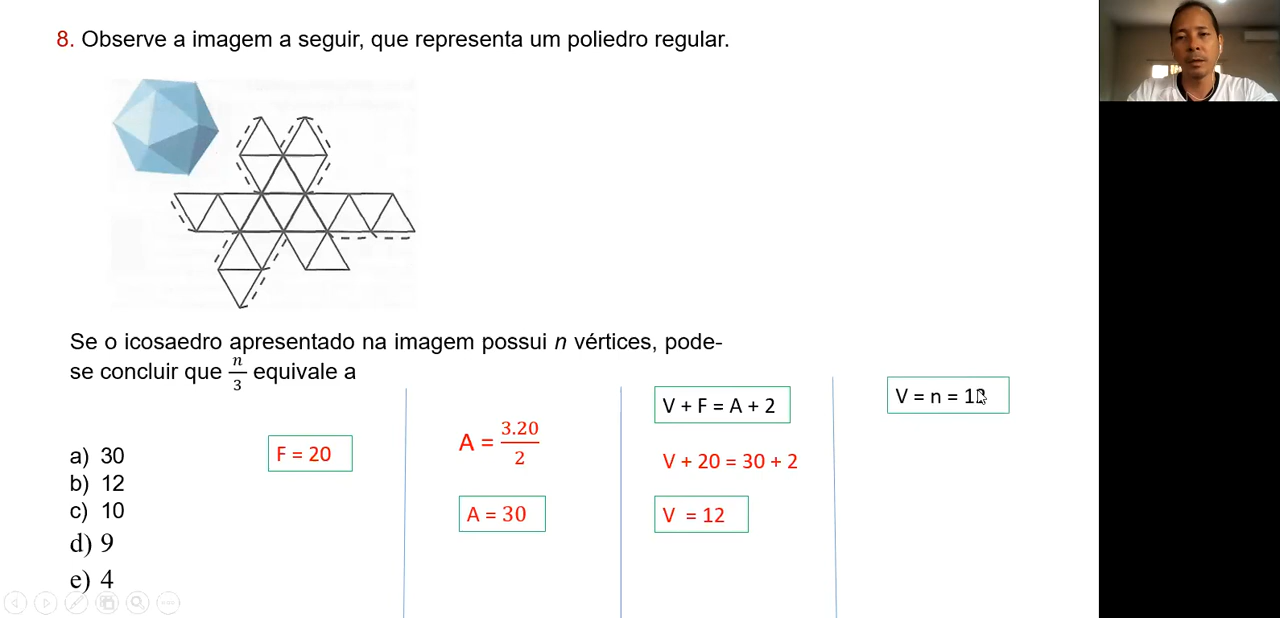 8. Observe a imagem a seguir, que representa um poliedro regular.
Se o icosaedro apresentado na imagem possui n vértices, pode-
se concluir que n/3 equivale a
a) 30
b) 12
c) 10
d) 9
e) 4
F = 20
A = 3.20/2
A = 30
V + F = A + 2
V + 20 = 30 + 2
V = 12
V = n = 12